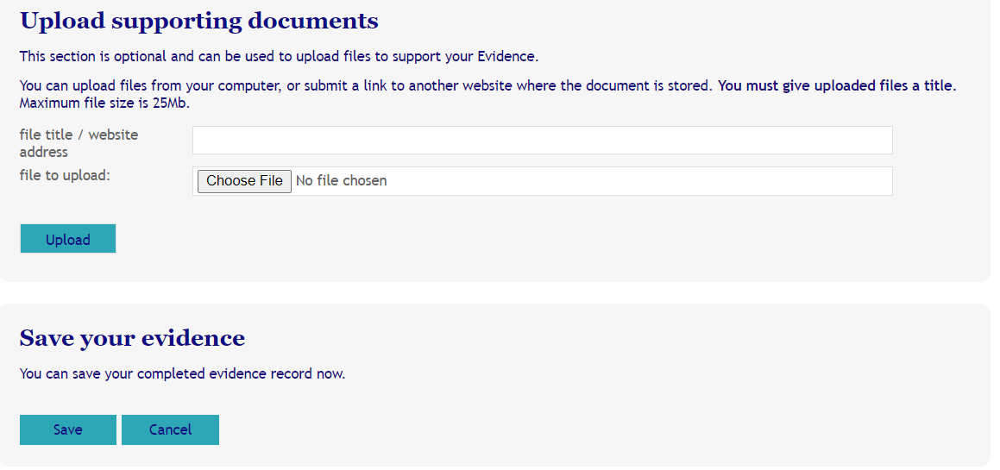 Upload supporting documents
This section is optional and can be used to upload files to support your Evidence.
You can upload files from your computer, or submit a link to another website where the document is stored. You must give uploaded files a title.
Maximum file size is 25Mb.
file title / website
address
file to upload:
Choose File No file chosen
Upload
Save your evidence
You can save your completed evidence record now.
Save Cancel